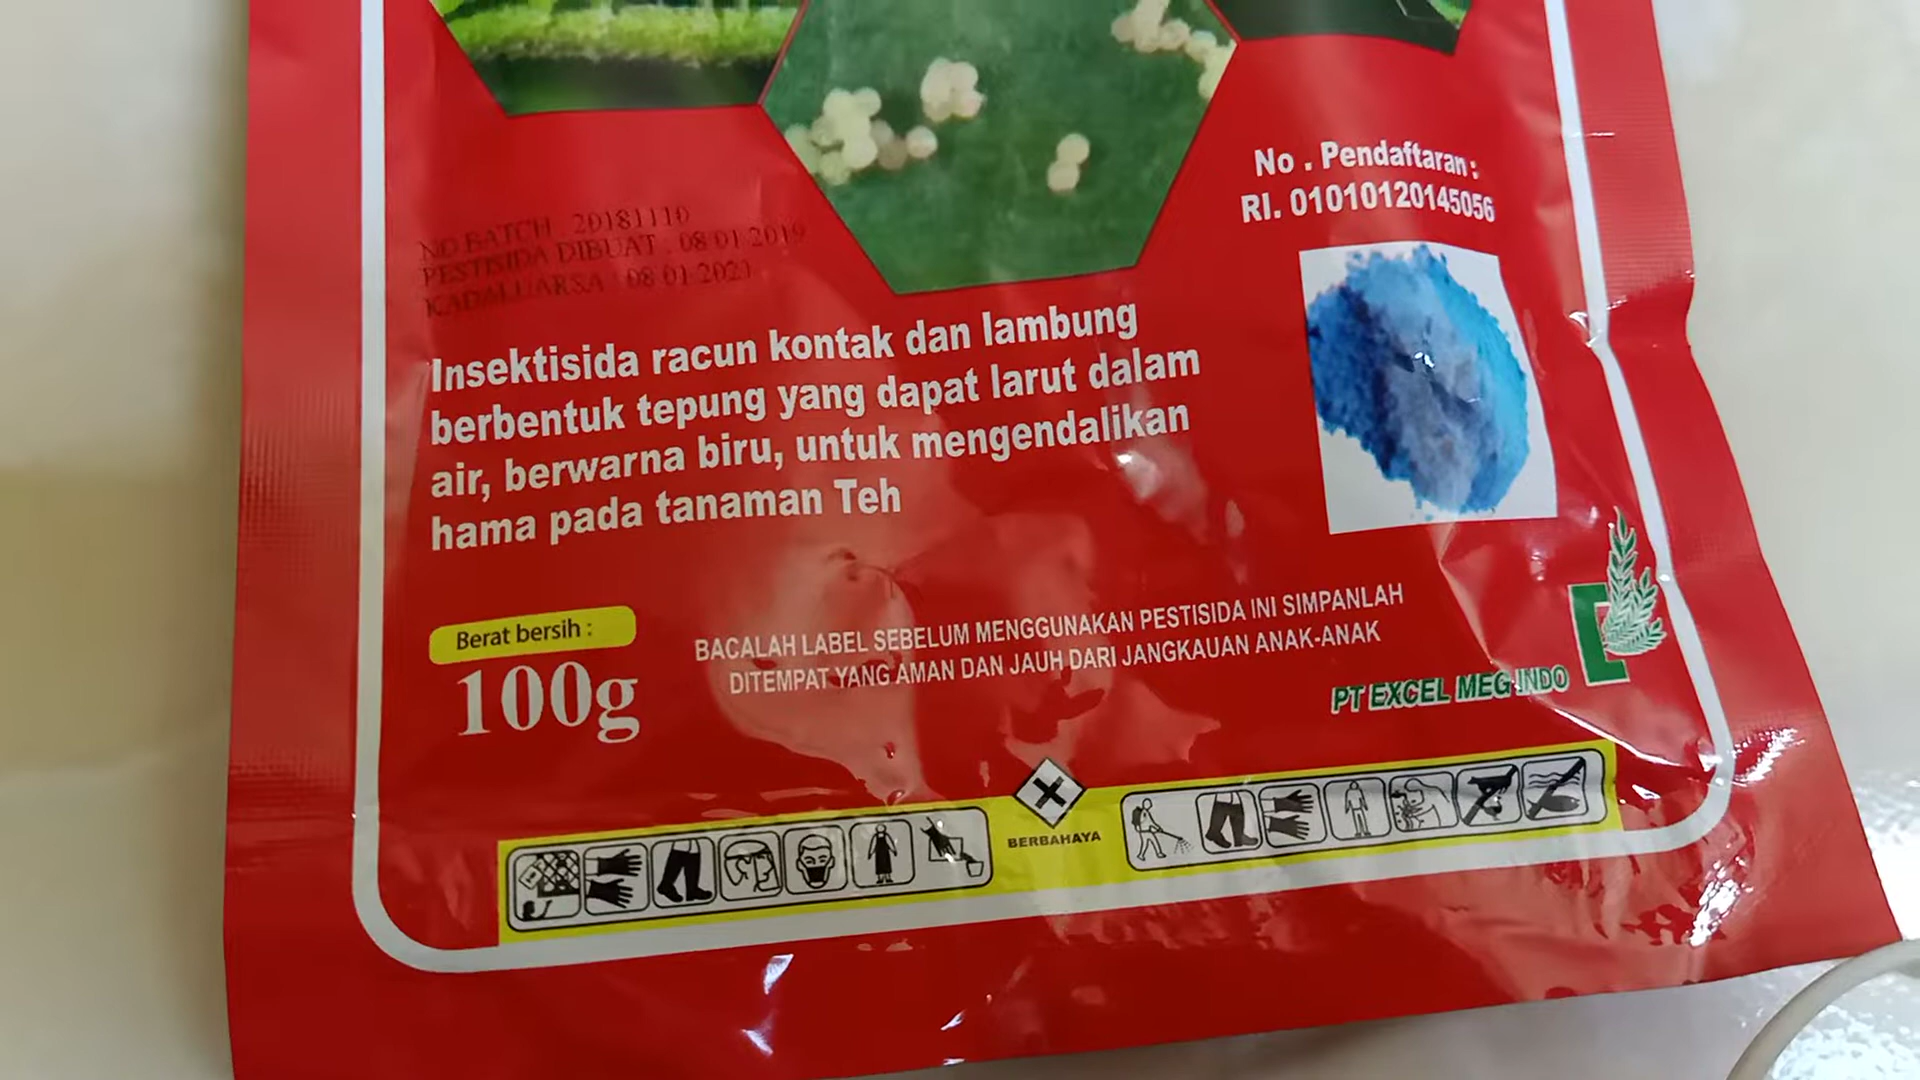 NO BATCH : 20181110
PESTISIDA DIBUAT : 08 01 2019
KADALUARSA : 08 01 2021
No . Pendaftaran :
RI. 01010120145056
Insektisida racun kontak dan lambung
berbentuk tepung yang dapat larut dalam
air, berwarna biru, untuk mengendalikan
hama pada tanaman Teh
Berat bersih :
100g
BACALAH LABEL SEBELUM MENGGUNAKAN PESTISIDA INI SIMPANLAH
DITEMPAT YANG AMAN DAN JAUH DARI JANGKAUAN ANAK-ANAK
PT EXCEL MEG INDO
BERBAHAYA